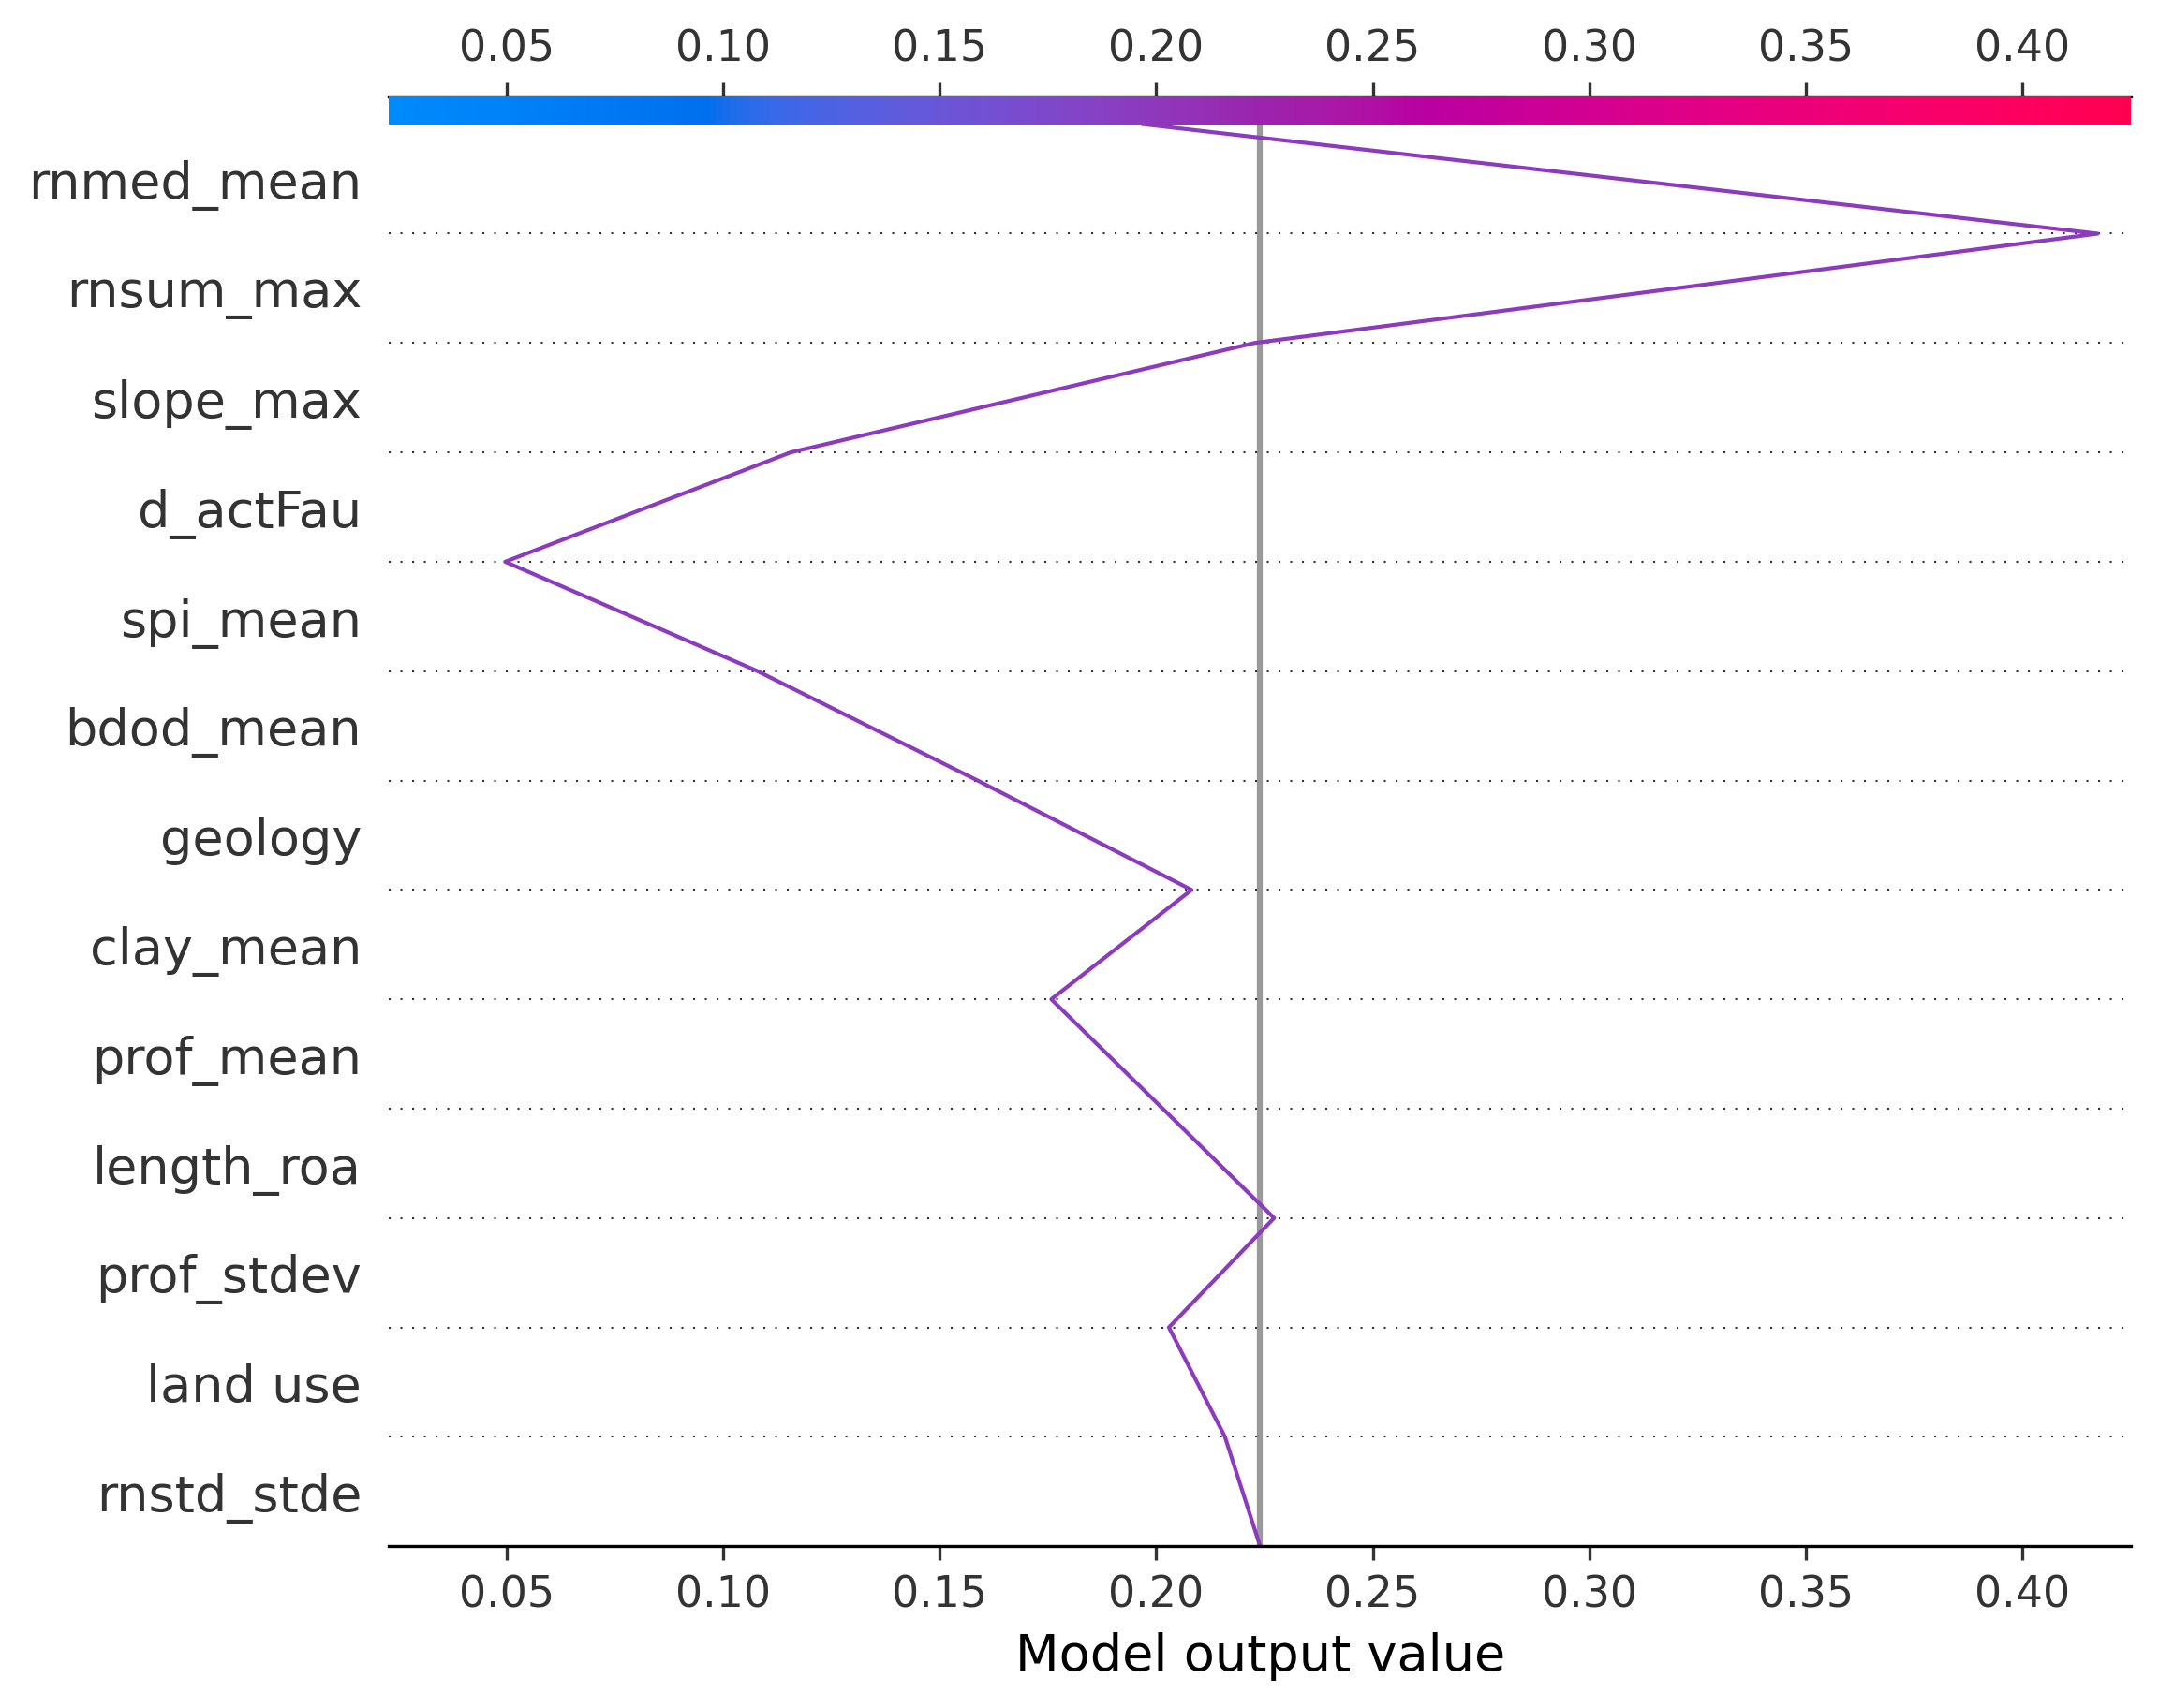 0.05 0.10 0.15 0.20 0.25 0.30 0.35 0.40
rnmed_mean
rnsum_max
slope_max
d_actFau
spi_mean
bdod_mean
geology
clay_mean
prof_mean
length_roa
prof_stdev
land use
rnstd_stde
0.05 0.10 0.15 0.20 0.25 0.30 0.35 0.40
Model output value